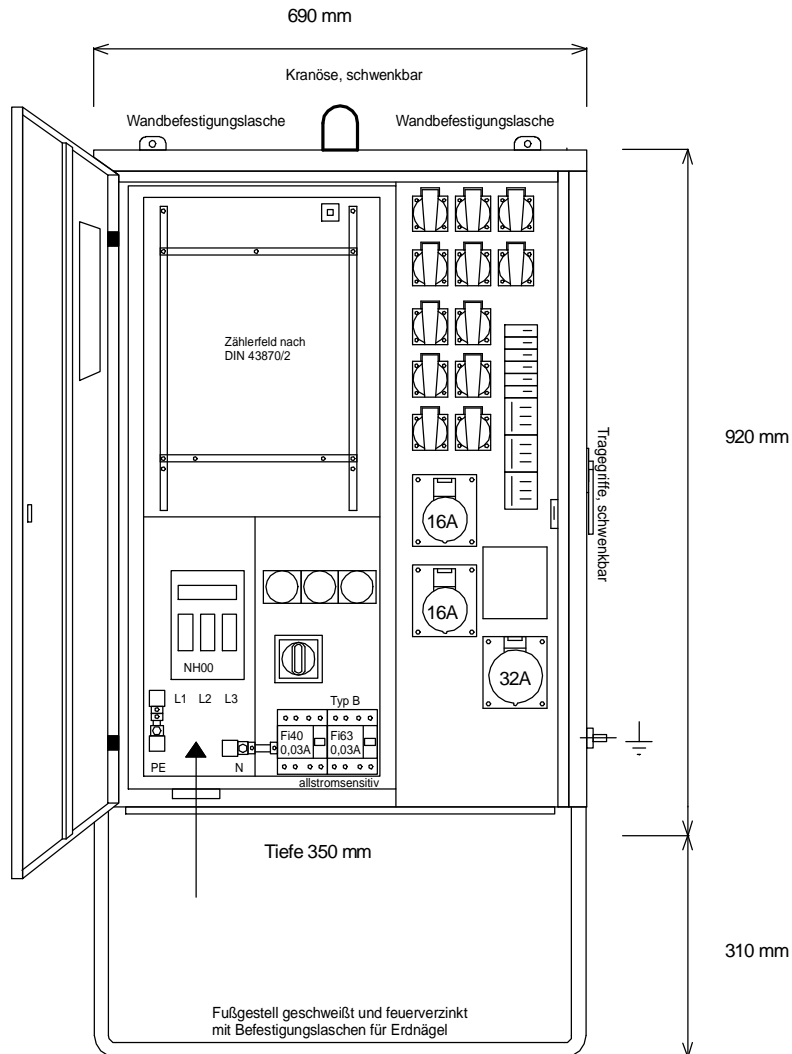 690 mm
Kranöse, schwenkbar
Wandbefestigungslasche
Wandbefestigungslasche
Zählerfeld nach
DIN 43870/2
920 mm
Tragegriffe, schwenkbar
16A
16A
32A
NH00
L1 L2 L3
Typ B
Fi40
0,03A
Fi63
0,03A
PE
N
allstromsensitiv
Tiefe 350 mm
310 mm
Fußgestell geschweißt und feuerverzinkt
mit Befestigungslaschen für Erdnägel